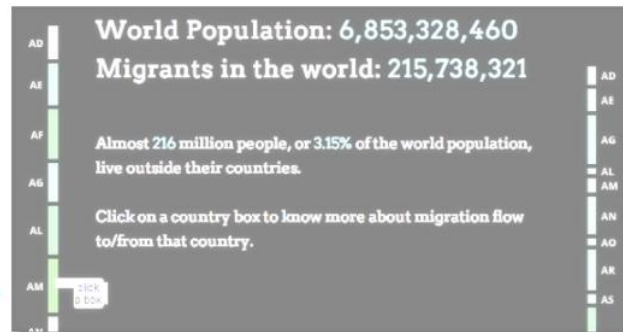 World Population: 6,853,328,460
Migrants in the world: 215,738,321
Almost 216 million people, or 3.15% of the world population,
live outside their countries.
Click on a country box to know more about migration flow
to/from that country.
AD
AE
AF
AG
AL
AM
click
a box
AN
AD
AE
AG
AL
AM
AN
AO
AR
AS